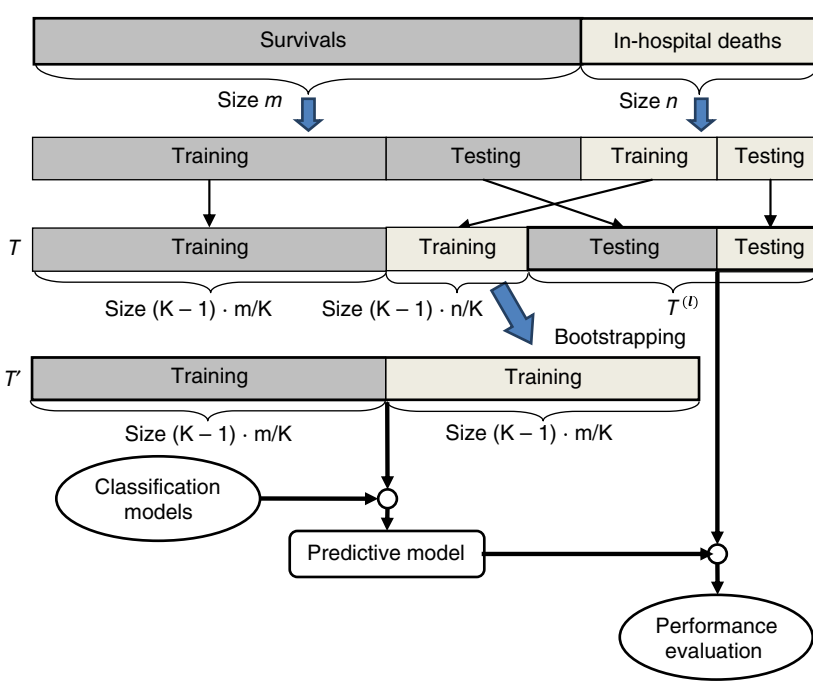 Survivals In-hospital deaths
Size m Size n
Training Testing Training Testing
T Training Training Testing Testing
Size (K – 1) · m/K Size (K – 1) · n/K T(l)
Bootstrapping
T′ Training Training
Size (K – 1) · m/K Size (K – 1) · m/K
Classification
models
Predictive model
Performance
evaluation